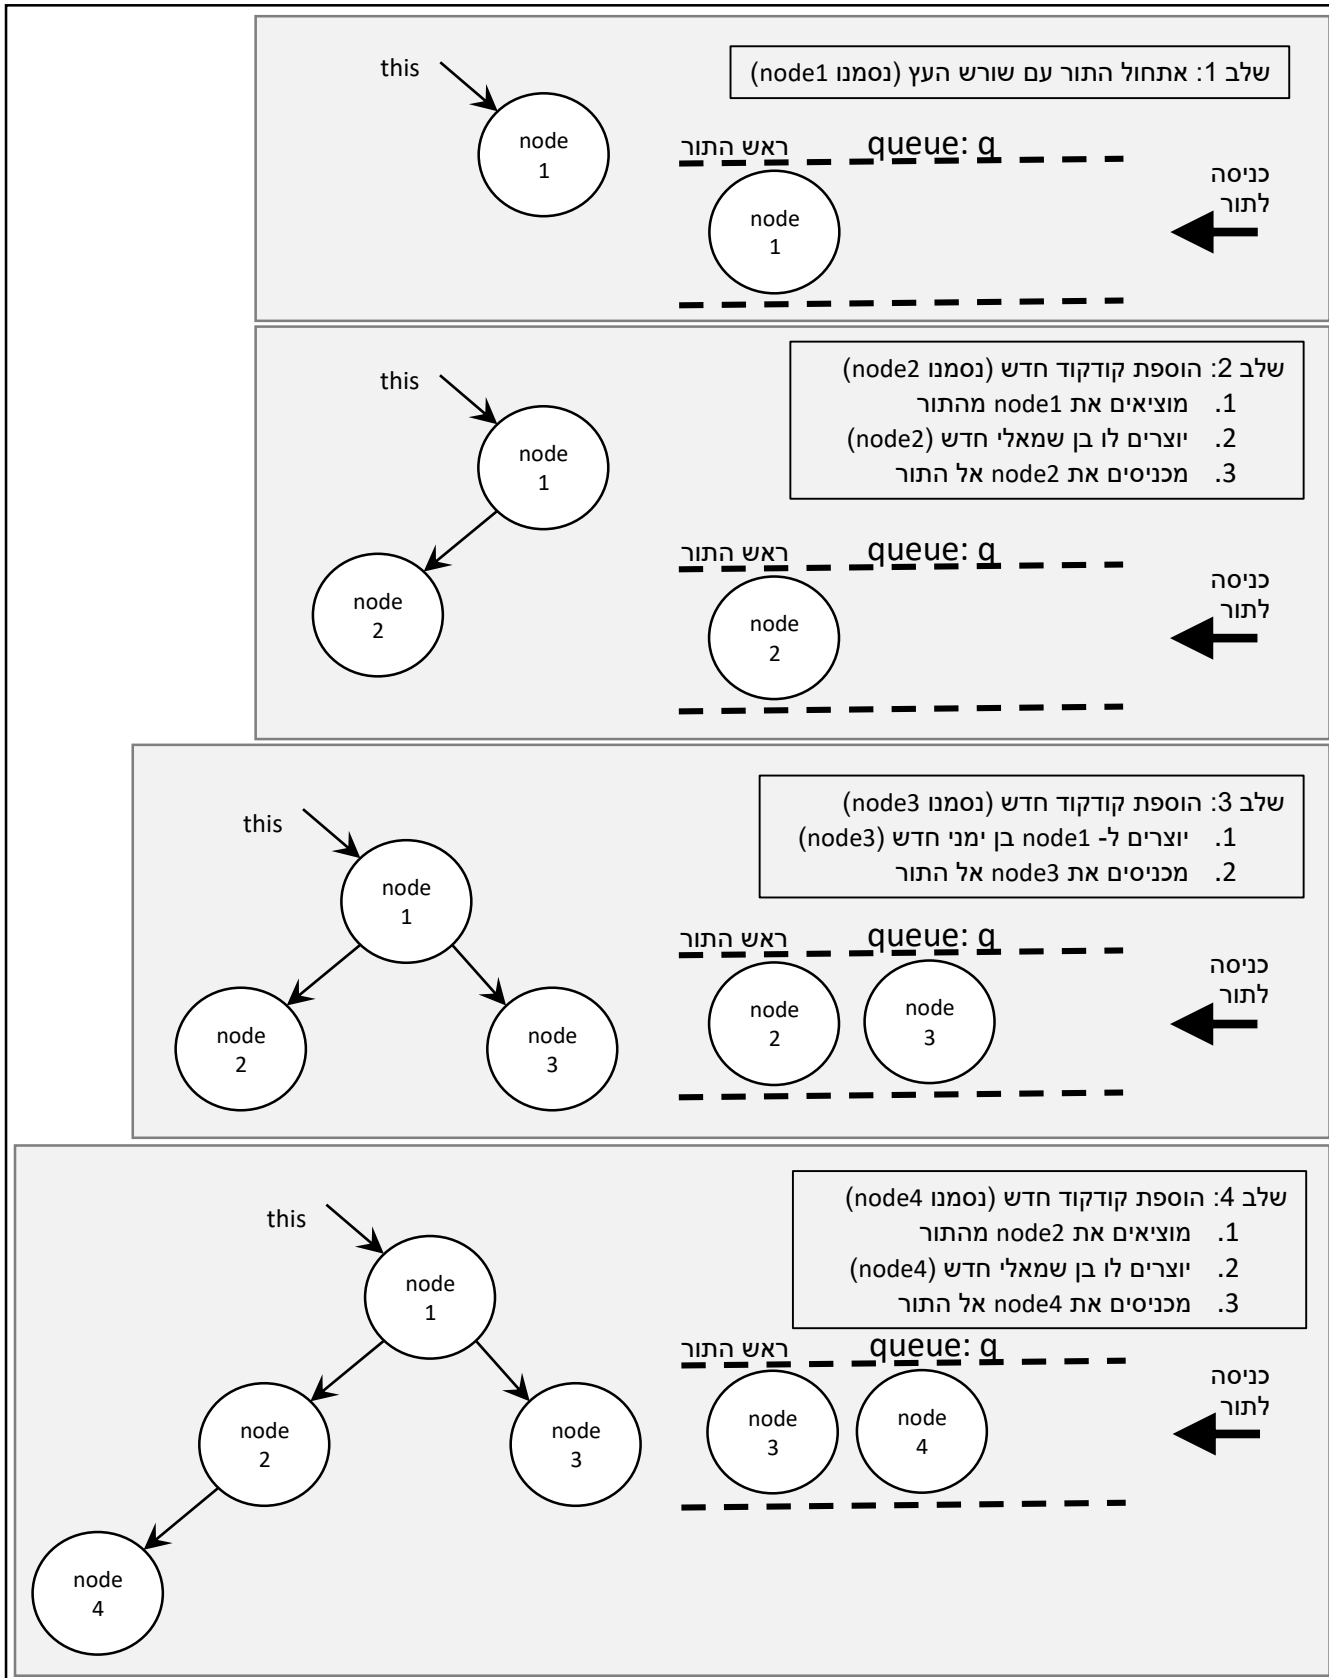 שלב 1: אתחול התור עם שורש העץ (נסמנו node1)
this
node
1
ראש התור
queue: q
כניסה
לתור
node
1
שלב 2: הוספת קודקוד חדש (נסמנו node2)
1. מוציאים את node1 מהתור
2. יוצרים לו בן שמאלי חדש (node2)
3. מכניסים את node2 אל התור
this
node
1
node
2
ראש התור
queue: q
כניסה
לתור
node
2
שלב 3: הוספת קודקוד חדש (נסמנו node3)
1. יוצרים ל- node1 בן ימני חדש (node3)
2. מכניסים את node3 אל התור
this
node
1
node
2
node
3
ראש התור
queue: q
כניסה
לתור
node
2
node
3
שלב 4: הוספת קודקוד חדש (נסמנו node4)
1. מוציאים את node2 מהתור
2. יוצרים לו בן שמאלי חדש (node4)
3. מכניסים את node4 אל התור
this
node
1
node
2
node
3
node
4
ראש התור
queue: q
כניסה
לתור
node
3
node
4